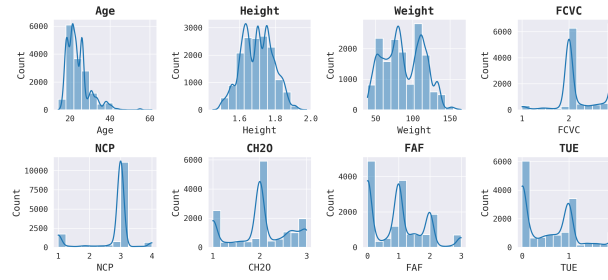 Age
Height
Weight
FCVC
6000
4000
2000
0
Count
20
40
60
Age
3000
2000
1000
0
Count
1.6
1.8
2.0
Height
2000
1000
0
Count
50
100
150
Weight
6000
4000
2000
0
Count
1
2
FCVC
NCP
CH2O
FAF
TUE
10000
7500
5000
2500
0
Count
1
2
3
4
NCP
6000
4000
2000
0
Count
1
2
3
CH2O
4000
2000
0
Count
0
1
2
3
FAF
6000
4000
2000
0
Count
0
1
TUE